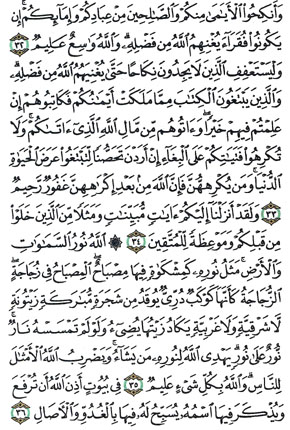 وَأَنكِحُوا۟ ٱلْأَيَـٰمَىٰ مِنكُمْ وَٱلصَّـٰلِحِينَ مِنْ عِبَادِكُمْ وَإِمَآئِكُمْ ۚ إِن
يَكُونُوا۟ فُقَرَآءَ يُغْنِهِمُ ٱللَّهُ مِن فَضْلِهِۦ ۗ وَٱللَّهُ وَٰسِعٌ عَلِيمٌ ﴿٣٢﴾
وَلْيَسْتَعْفِفِ ٱلَّذِينَ لَا يَجِدُونَ نِكَاحًا حَتَّىٰ يُغْنِيَهُمُ ٱللَّهُ مِن فَضْلِهِۦ ۗ
وَٱلَّذِينَ يَبْتَغُونَ ٱلْكِتَـٰبَ مِمَّا مَلَكَتْ أَيْمَـٰنُكُمْ فَكَاتِبُوهُمْ إِنْ
عَلِمْتُمْ فِيهِمْ خَيْرًا ۖ وَءَاتُوهُم مِّن مَّالِ ٱللَّهِ ٱلَّذِىٓ ءَاتَىٰكُمْ ۚ وَلَا
تُكْرِهُوا۟ فَتَيَـٰتِكُمْ عَلَى ٱلْبِغَآءِ إِنْ أَرَدْنَ تَحَصُّنًا لِّتَبْتَغُوا۟ عَرَضَ ٱلْحَيَوٰةِ
ٱلدُّنْيَا ۚ وَمَن يُكْرِههُّنَّ فَإِنَّ ٱللَّهَ مِنۢ بَعْدِ إِكْرَٰهِهِنَّ غَفُورٌ رَّحِيمٌ
﴿٣٣﴾ وَلَقَدْ أَنزَلْنَآ إِلَيْكُمْ ءَايَـٰتٍ مُّبَيِّنَـٰتٍ وَمَثَلًا مِّنَ ٱلَّذِينَ خَلَوْا۟
مِن قَبْلِكُمْ وَمَوْعِظَةً لِّلْمُتَّقِينَ ﴿٣٤﴾ ۞ ٱللَّهُ نُورُ ٱلسَّمَـٰوَٰتِ
وَٱلْأَرْضِ ۚ مَثَلُ نُورِهِۦ كَمِشْكَوٰةٍ فِيهَا مِصْبَاحٌ ۖ ٱلْمِصْبَاحُ فِى زُجَاجَةٍ ۖ
ٱلزُّجَاجَةُ كَأَنَّهَا كَوْكَبٌ دُرِّىٌّ يُوقَدُ مِن شَجَرَةٍ مُّبَـٰرَكَةٍ زَيْتُونَةٍ
لَّا شَرْقِيَّةٍ وَلَا غَرْبِيَّةٍ يَكَادُ زَيْتُهَا يُضِىٓءُ وَلَوْ لَمْ تَمْسَسْهُ نَارٌ ۚ
نُّورٌ عَلَىٰ نُورٍ ۗ يَهْدِى ٱللَّهُ لِنُورِهِۦ مَن يَشَآءُ ۚ وَيَضْرِبُ ٱللَّهُ ٱلْأَمْثَـٰلَ
لِلنَّاسِ ۗ وَٱللَّهُ بِكُلِّ شَىْءٍ عَلِيمٌ ﴿٣٥﴾ فِى بُيُوتٍ أَذِنَ ٱللَّهُ أَن تُرْفَعَ
وَيُذْكَرَ فِيهَا ٱسْمُهُۥ يُسَبِّحُ لَهُۥ فِيهَا بِٱلْغُدُوِّ وَٱلْـَٔاصَالِ ﴿٣٦﴾